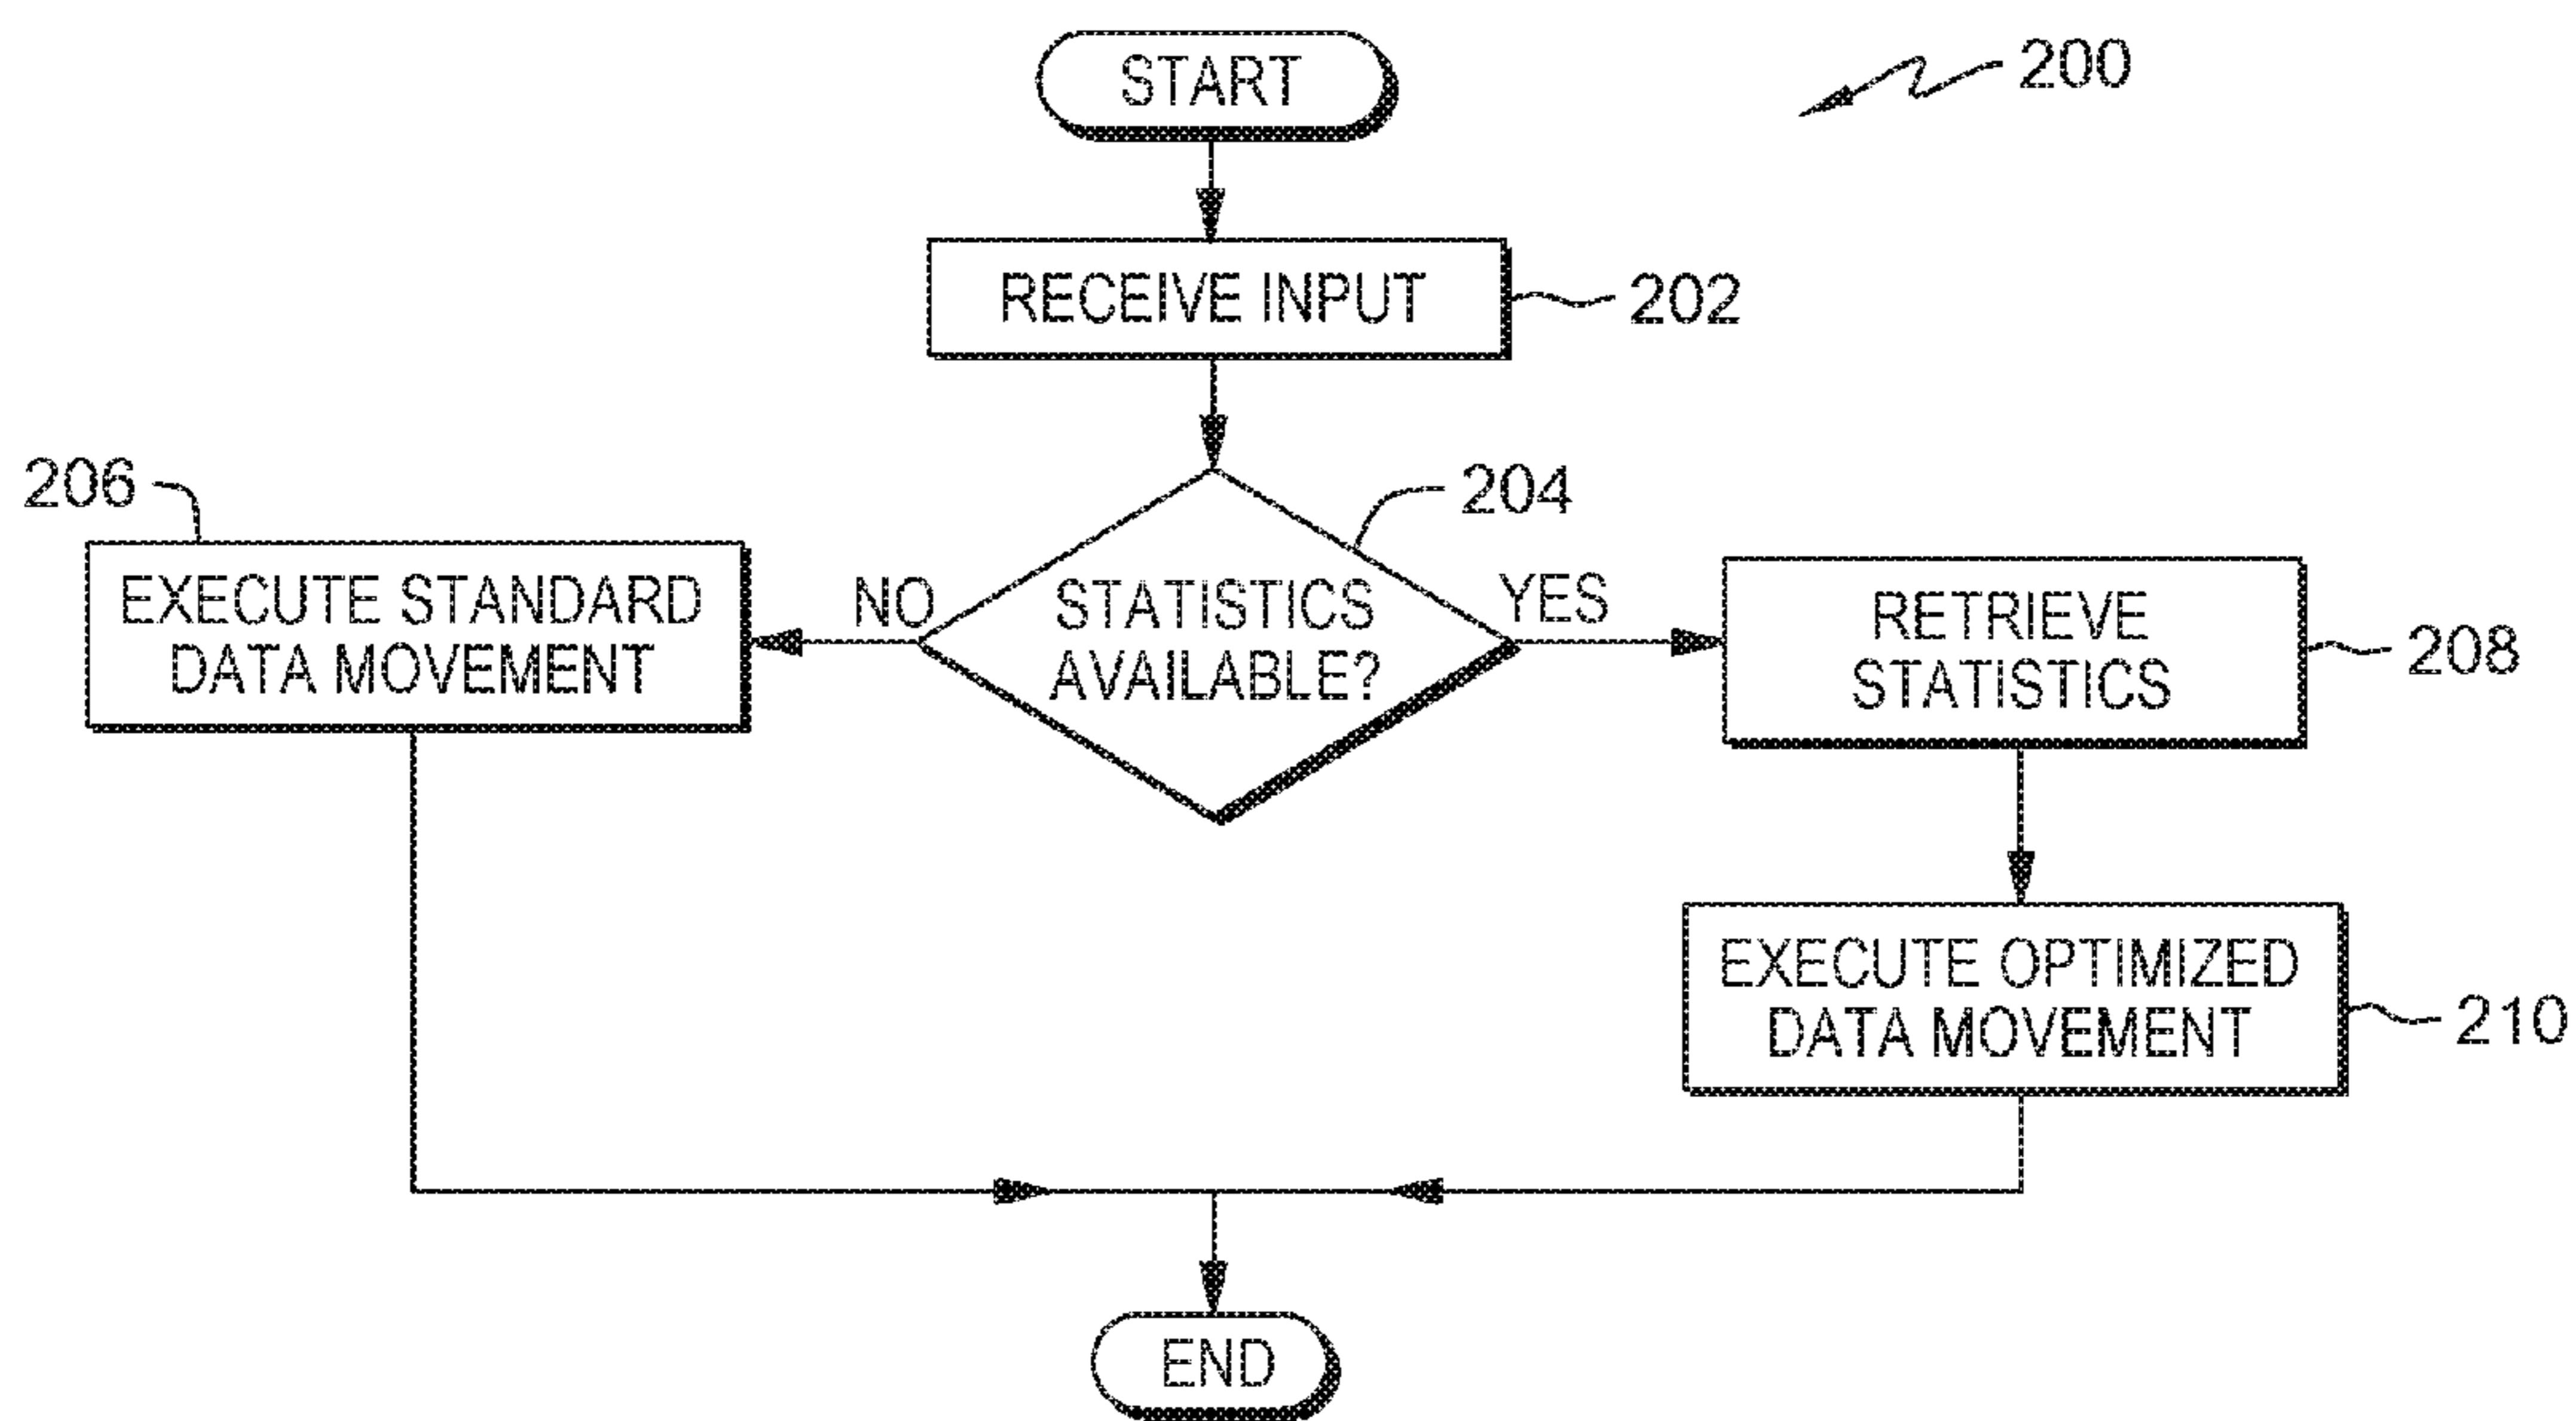 START
200
RECEIVE INPUT
202
206
204
EXECUTE STANDARD
DATA MOVEMENT
NO
STATISTICS
AVAILABLE?
YES
RETRIEVE
STATISTICS
208
EXECUTE OPTIMIZED
DATA MOVEMENT
210
END